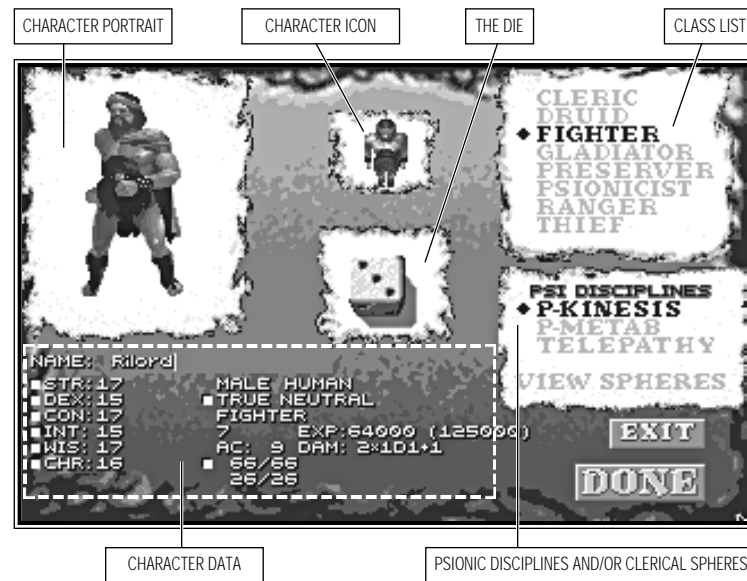 CHARACTER PORTRAIT
CHARACTER ICON
THE DIE
CLASS LIST
CLERIC
DRUID
FIGHTER
GLADIATOR
PRESERVER
PSIONICIST
RANGER
THIEF
PSI DISCIPLINES
P-KINESIS
P-METAB
TELEPATHY
VIEW SPHERES
NAME: Rilord
STR: 17 MALE HUMAN
DEX: 15 TRUE NEUTRAL
CON: 17 FIGHTER
INT: 15 7 EXP:64000 (125000)
WIS: 17 AC: 9 DAM: 2×1D1+1
CHR: 16 66/66
26/26
EXIT
DONE
CHARACTER DATA
PSIONIC DISCIPLINES AND/OR CLERICAL SPHERES